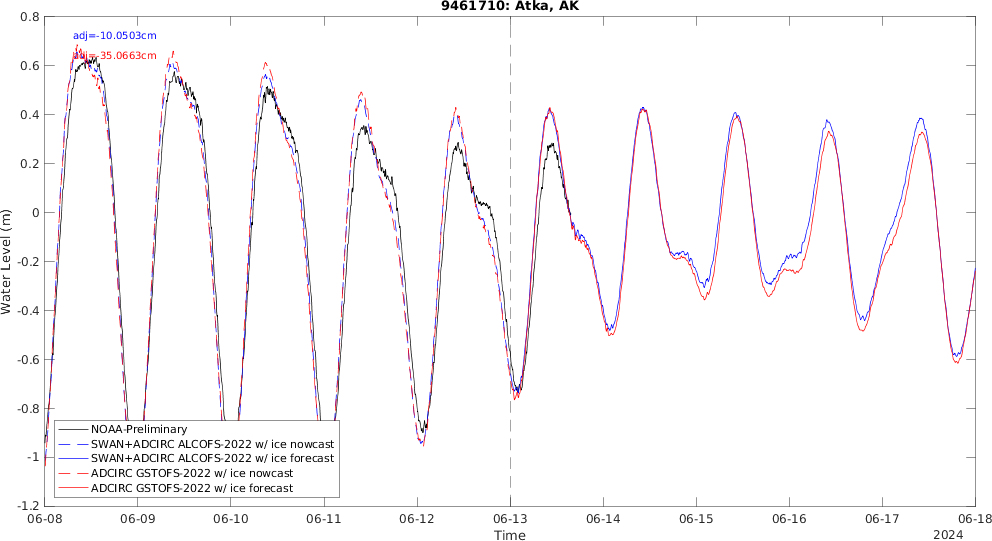 9461710: Atka, AK
adj=-10.0503cm
adj=-35.0663cm
0.8
0.6
0.4
0.2
0
-0.2
-0.4
-0.6
-0.8
-1
-1.2
Water Level (m)
NOAA-Preliminary
SWAN+ADCIRC ALCOFS-2022 w/ ice nowcast
SWAN+ADCIRC ALCOFS-2022 w/ ice forecast
ADCIRC GSTOFS-2022 w/ ice nowcast
ADCIRC GSTOFS-2022 w/ ice forecast
06-08 06-09 06-10 06-11 06-12 06-13 06-14 06-15 06-16 06-17 06-18
Time
2024